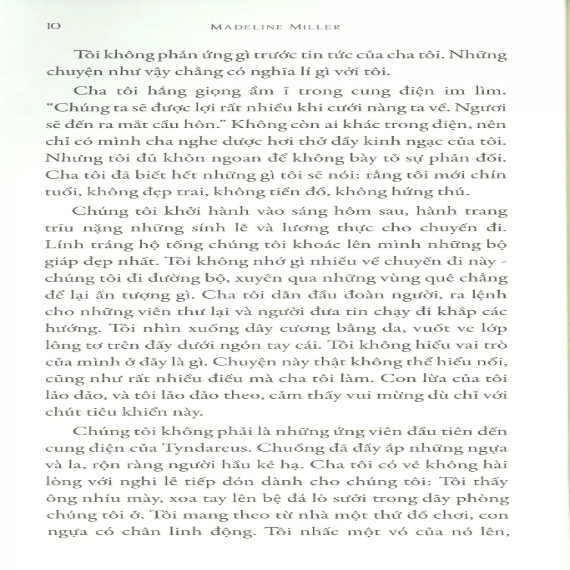 10 MADELINE MILLER
Tôi không phản ứng gì trước tin tức của cha tôi. Những
chuyện như vậy chẳng có nghĩa lí gì với tôi.
Cha tôi hắng giọng ầm ĩ trong cung điện im lìm.
“Chúng ta sẽ được lợi rất nhiều khi cưới nàng ta về. Ngươi
sẽ đến ra mắt cầu hôn.” Không còn ai khác trong điện, nên
chỉ có mình cha nghe được hơi thở đầy kinh ngạc của tôi.
Nhưng tôi đủ khôn ngoan để không bày tỏ sự phản đối.
Cha tôi đã biết hết những gì tôi sẽ nói: rằng tôi mới chín
tuổi, không đẹp trai, không tiền đồ, không hứng thú.
Chúng tôi khởi hành vào sáng hôm sau, hành trang
trĩu nặng những sính lễ và lương thực cho chuyến đi.
Lính tráng hộ tống chúng tôi khoác lên mình những bộ
giáp đẹp nhất. Tôi không nhớ gì nhiều về chuyến đi này -
chúng tôi đi đường bộ, xuyên qua những vùng quê chẳng
để lại ấn tượng gì. Cha tôi dẫn đầu đoàn người, ra lệnh
cho những viên thư lại và người đưa tin chạy đi khắp các
hướng. Tôi nhìn xuống dây cương bằng da, vuốt ve lớp
lông tơ trên đấy dưới ngón tay cái. Tôi không hiểu vai trò
của mình ở đây là gì. Chuyện này thật không thể hiểu nổi,
cũng như rất nhiều điều mà cha tôi làm. Con lừa của tôi
lảo đảo, và tôi lảo đảo theo, cảm thấy vui mừng dù chỉ với
chút tiêu khiển này.
Chúng tôi không phải là những ứng viên đầu tiên đến
cung điện của Tyndareus. Chuồng đã đầy ắp những ngựa
và la, rộn ràng người hầu kẻ hạ. Cha tôi có vẻ không hài
lòng với nghi lễ tiếp đón dành cho chúng tôi: Tôi thấy
ông nhíu mày, xoa tay lên bệ đá lò sưởi trong dãy phòng
chúng tôi ở. Tôi mang theo từ nhà một thứ đồ chơi, con
ngựa có chân linh động. Tôi nhấc một vó của nó lên,